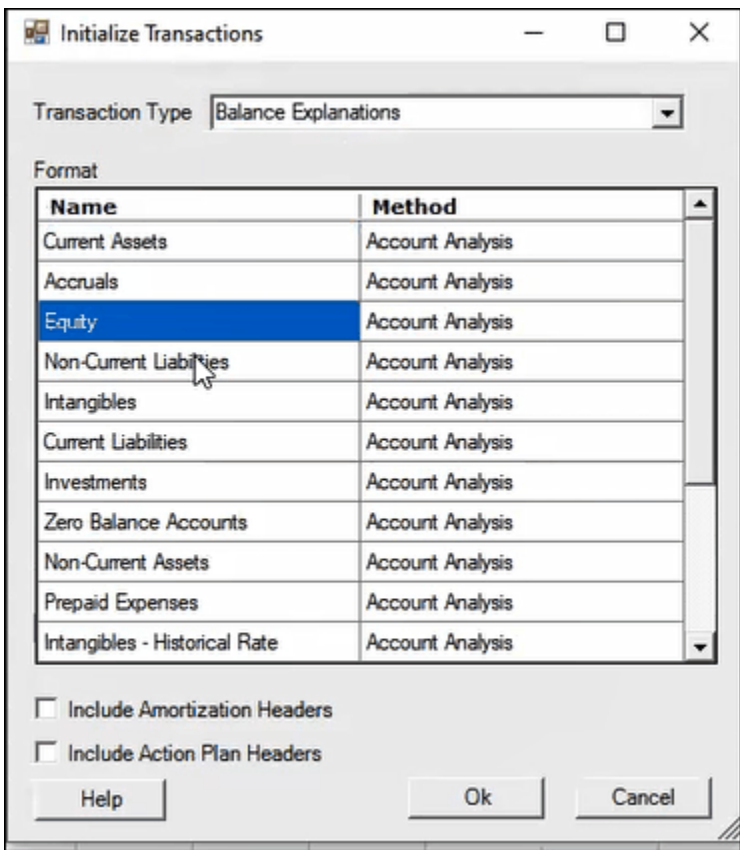 Initialize Transactions
Transaction Type Balance Explanations
Format
Name Method
Current Assets Account Analysis
Accruals Account Analysis
Equity Account Analysis
Non-Current Liabilities Account Analysis
Intangibles Account Analysis
Current Liabilities Account Analysis
Investments Account Analysis
Zero Balance Accounts Account Analysis
Non-Current Assets Account Analysis
Prepaid Expenses Account Analysis
Intangibles - Historical Rate Account Analysis
Include Amortization Headers
Include Action Plan Headers
Help Ok Cancel